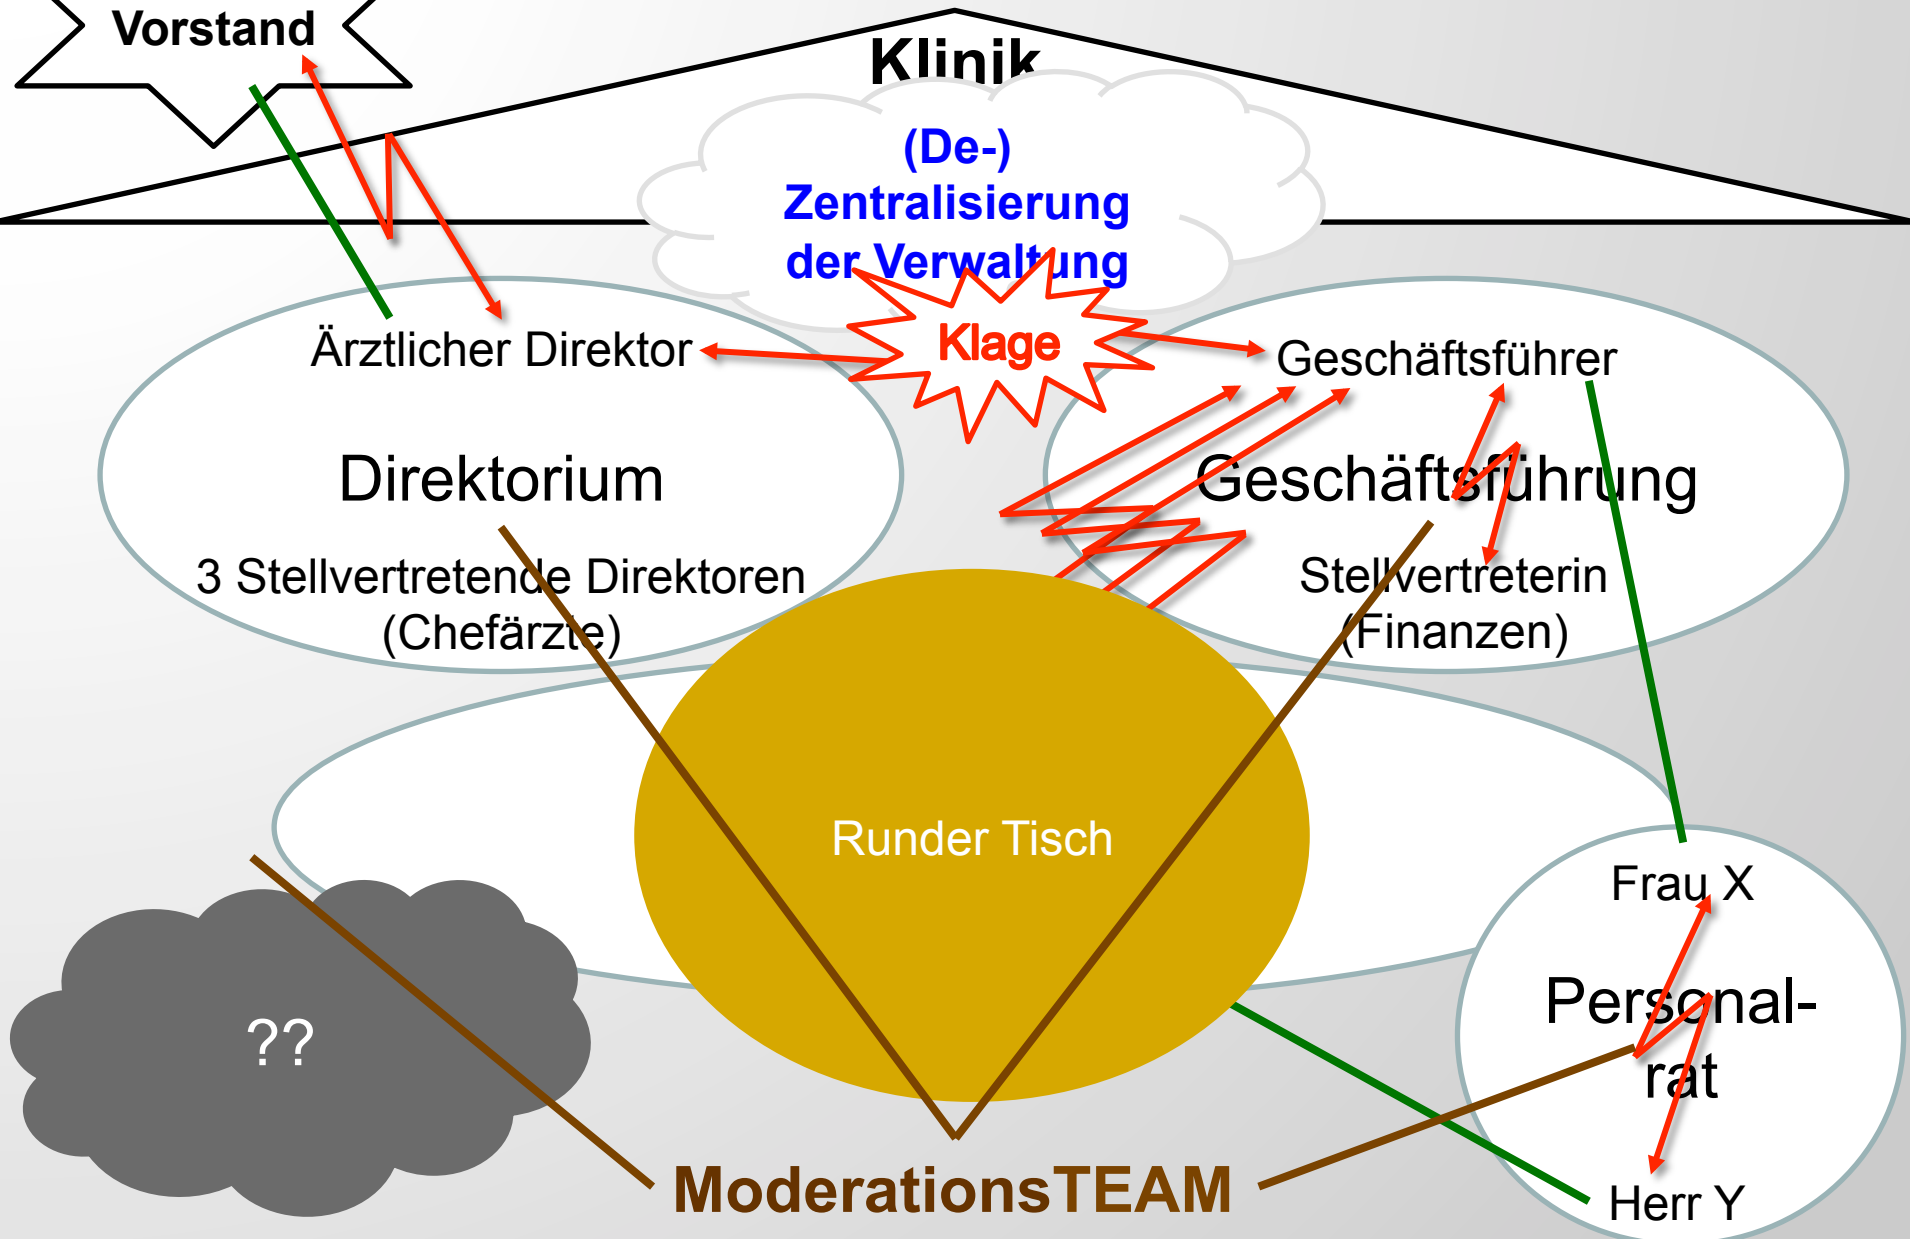 Vorstand
Klinik
(De-)
Zentralisierung
der Verwaltung
Klage
Ärztlicher Direktor
Geschäftsführer
Direktorium
Geschäftsführung
3 Stellvertretende Direktoren
(Chefärzte)
Stellvertreterin
(Finanzen)
Runder Tisch
Frau X
Personal-
rat
Herr Y
??
ModerationsTEAM